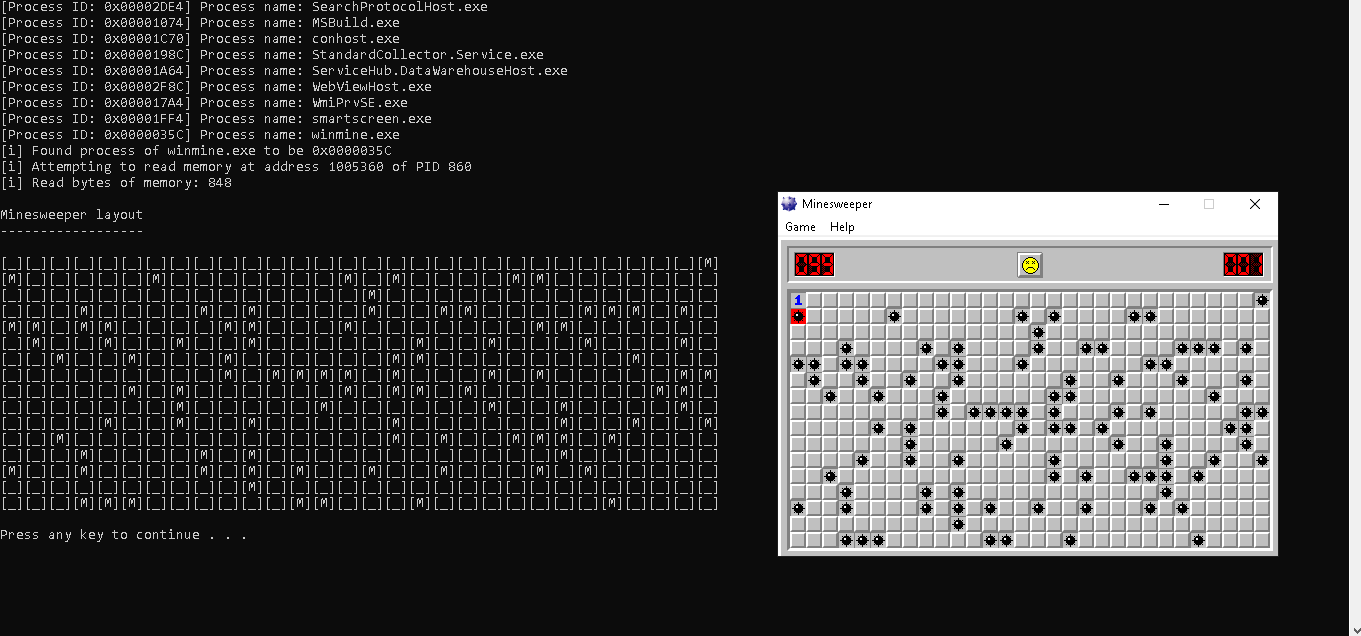 [Process ID: 0x00002DE4] Process name: SearchProtocolHost.exe
[Process ID: 0x00001074] Process name: MSBuild.exe
[Process ID: 0x00001C70] Process name: conhost.exe
[Process ID: 0x0000198C] Process name: StandardCollector.Service.exe
[Process ID: 0x00001A64] Process name: ServiceHub.DataWarehouseHost.exe
[Process ID: 0x00002F8C] Process name: WebViewHost.exe
[Process ID: 0x000017A4] Process name: WmiPrvSE.exe
[Process ID: 0x00001FF4] Process name: smartscreen.exe
[Process ID: 0x0000035C] Process name: winmine.exe
[i] Found process of winmine.exe to be 0x0000035C
[i] Attempting to read memory at address 1005360 of PID 860
[i] Read bytes of memory: 848
Minesweeper layout
------------------
[_][_][_][_][_][_][_][_][_][_][_][_][_][_][_][_][_][_][_][_][_][_][_][_][_][_][_][_][_][M]
[M][_][_][_][_][_][M][_][_][_][_][_][_][_][M][_][M][_][_][_][_][M][M][_][_][_][_][_][_][_]
[_][_][_][_][_][_][_][_][_][_][_][_][_][_][_][M][_][_][_][_][_][_][_][_][_][_][_][_][_][_]
[_][_][_][M][_][_][_][_][M][_][M][_][_][_][_][M][_][_][M][M][_][_][_][_][M][M][M][_][M][_]
[M][M][_][M][M][_][_][_][_][M][M][_][_][_][M][_][_][_][_][_][_][_][M][M][_][_][_][_][_][_]
[_][M][_][_][M][_][_][M][_][_][M][_][_][_][_][_][_][M][_][_][M][_][_][_][M][_][_][_][M][_]
[_][_][M][_][_][M][_][_][_][M][_][_][_][_][_][_][M][M][_][_][_][_][_][_][_][_][M][_][_][_]
[_][_][_][_][_][_][_][_][_][M][_][M][M][M][M][_][M][_][_][_][M][_][M][_][_][_][_][_][M][M]
[_][_][_][_][_][M][_][M][_][_][_][_][_][_][M][_][M][M][_][M][_][_][_][_][_][_][_][M][M][_]
[_][_][_][_][_][_][_][M][_][_][_][_][_][M][_][_][_][_][_][_][M][_][_][M][_][_][_][_][M][_]
[_][_][_][_][M][_][_][M][_][_][M][_][_][_][_][_][M][_][_][_][_][_][_][M][_][_][M][_][_][M]
[_][_][M][_][_][_][_][_][_][_][_][_][_][_][_][_][M][_][M][_][_][M][M][M][_][M][_][_][_][_]
[_][_][_][M][_][_][_][_][M][_][M][_][_][_][_][_][_][_][_][_][_][_][_][M][_][_][_][_][_][_]
[M][_][_][M][_][_][_][_][M][_][M][_][M][_][_][M][_][_][M][_][_][_][M][_][M][_][_][_][_][_]
[_][_][_][_][_][_][_][_][_][_][M][_][_][_][_][_][_][_][_][_][_][_][_][_][_][_][_][_][_][_]
[_][_][_][M][M][M][_][_][_][_][_][_][M][M][_][_][_][M][_][_][_][_][_][_][_][M][_][_][_][_]
Press any key to continue . . .
Minesweeper
Game Help
099 001
1